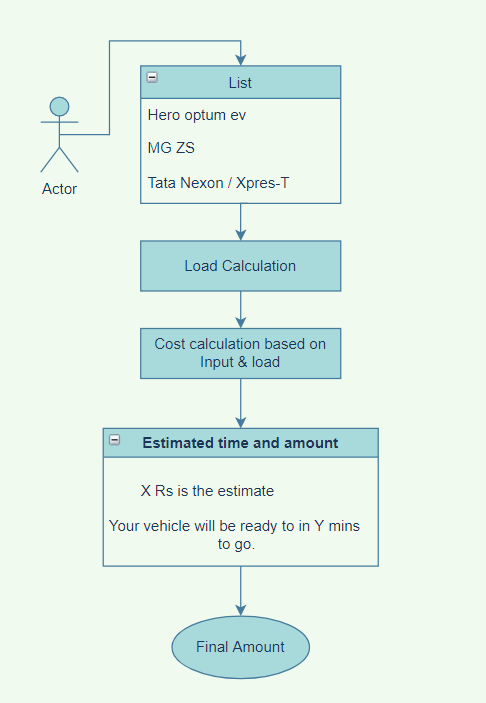 List
Hero optum ev
MG ZS
Tata Nexon / Xpres-T
Actor
Load Calculation
Cost calculation based on
Input & load
Estimated time and amount
X Rs is the estimate
Your vehicle will be ready to in Y mins
to go.
Final Amount